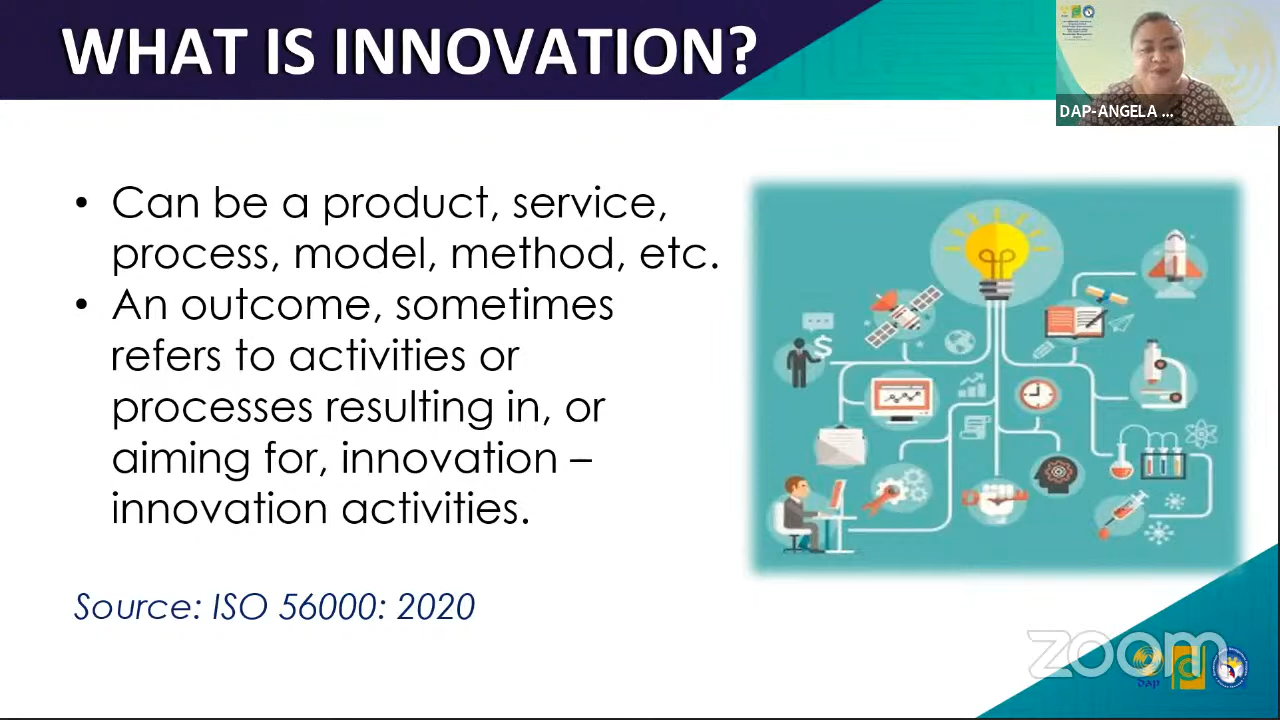 WHAT IS INNOVATION?
DAP-ANGELA ...
• Can be a product, service,
process, model, method, etc.
• An outcome, sometimes
refers to activities or
processes resulting in, or
aiming for, innovation –
innovation activities.
Source: ISO 56000: 2020
zoom
dap